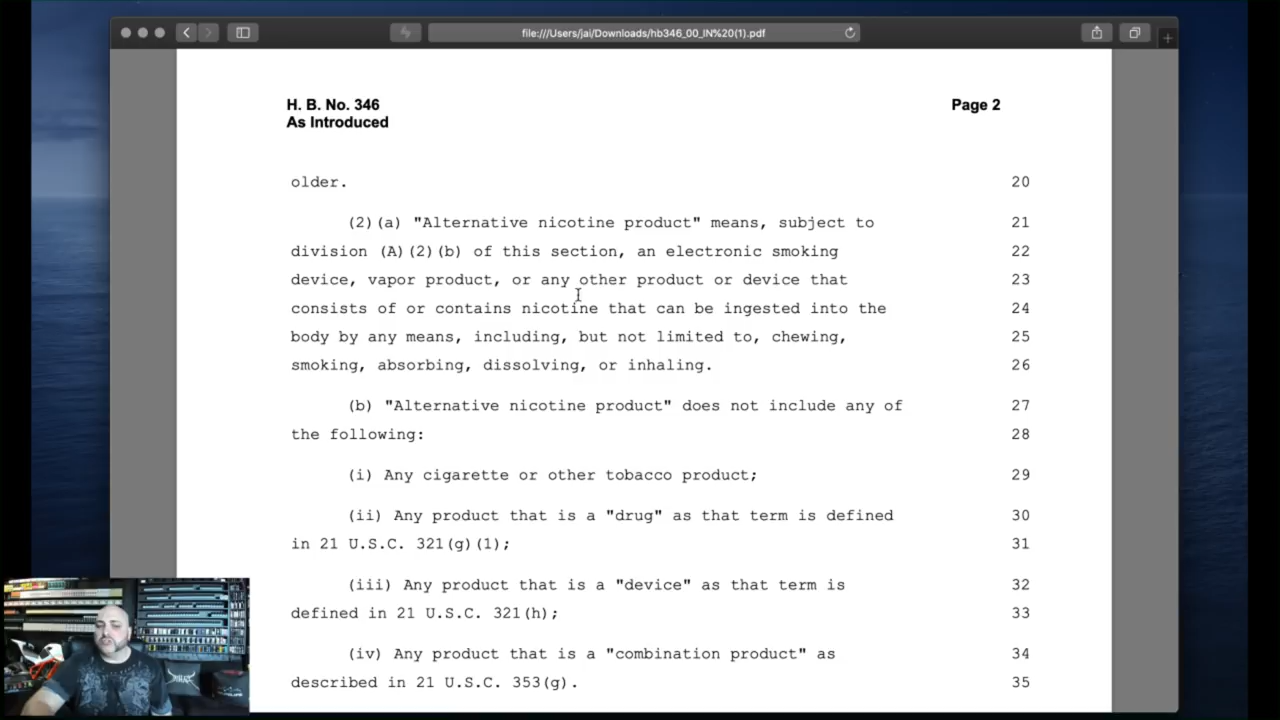 file:///Users/jai/Downloads/hb346_00_IN%20(1).pdf
H. B. No. 346 Page 2
As Introduced
older. 20
(2)(a) "Alternative nicotine product" means, subject to 21
division (A)(2)(b) of this section, an electronic smoking 22
device, vapor product, or any other product or device that 23
consists of or contains nicotine that can be ingested into the 24
body by any means, including, but not limited to, chewing, 25
smoking, absorbing, dissolving, or inhaling. 26
(b) "Alternative nicotine product" does not include any of 27
the following: 28
(i) Any cigarette or other tobacco product; 29
(ii) Any product that is a "drug" as that term is defined 30
in 21 U.S.C. 321(g)(1); 31
(iii) Any product that is a "device" as that term is 32
defined in 21 U.S.C. 321(h); 33
(iv) Any product that is a "combination product" as 34
described in 21 U.S.C. 353(g). 35